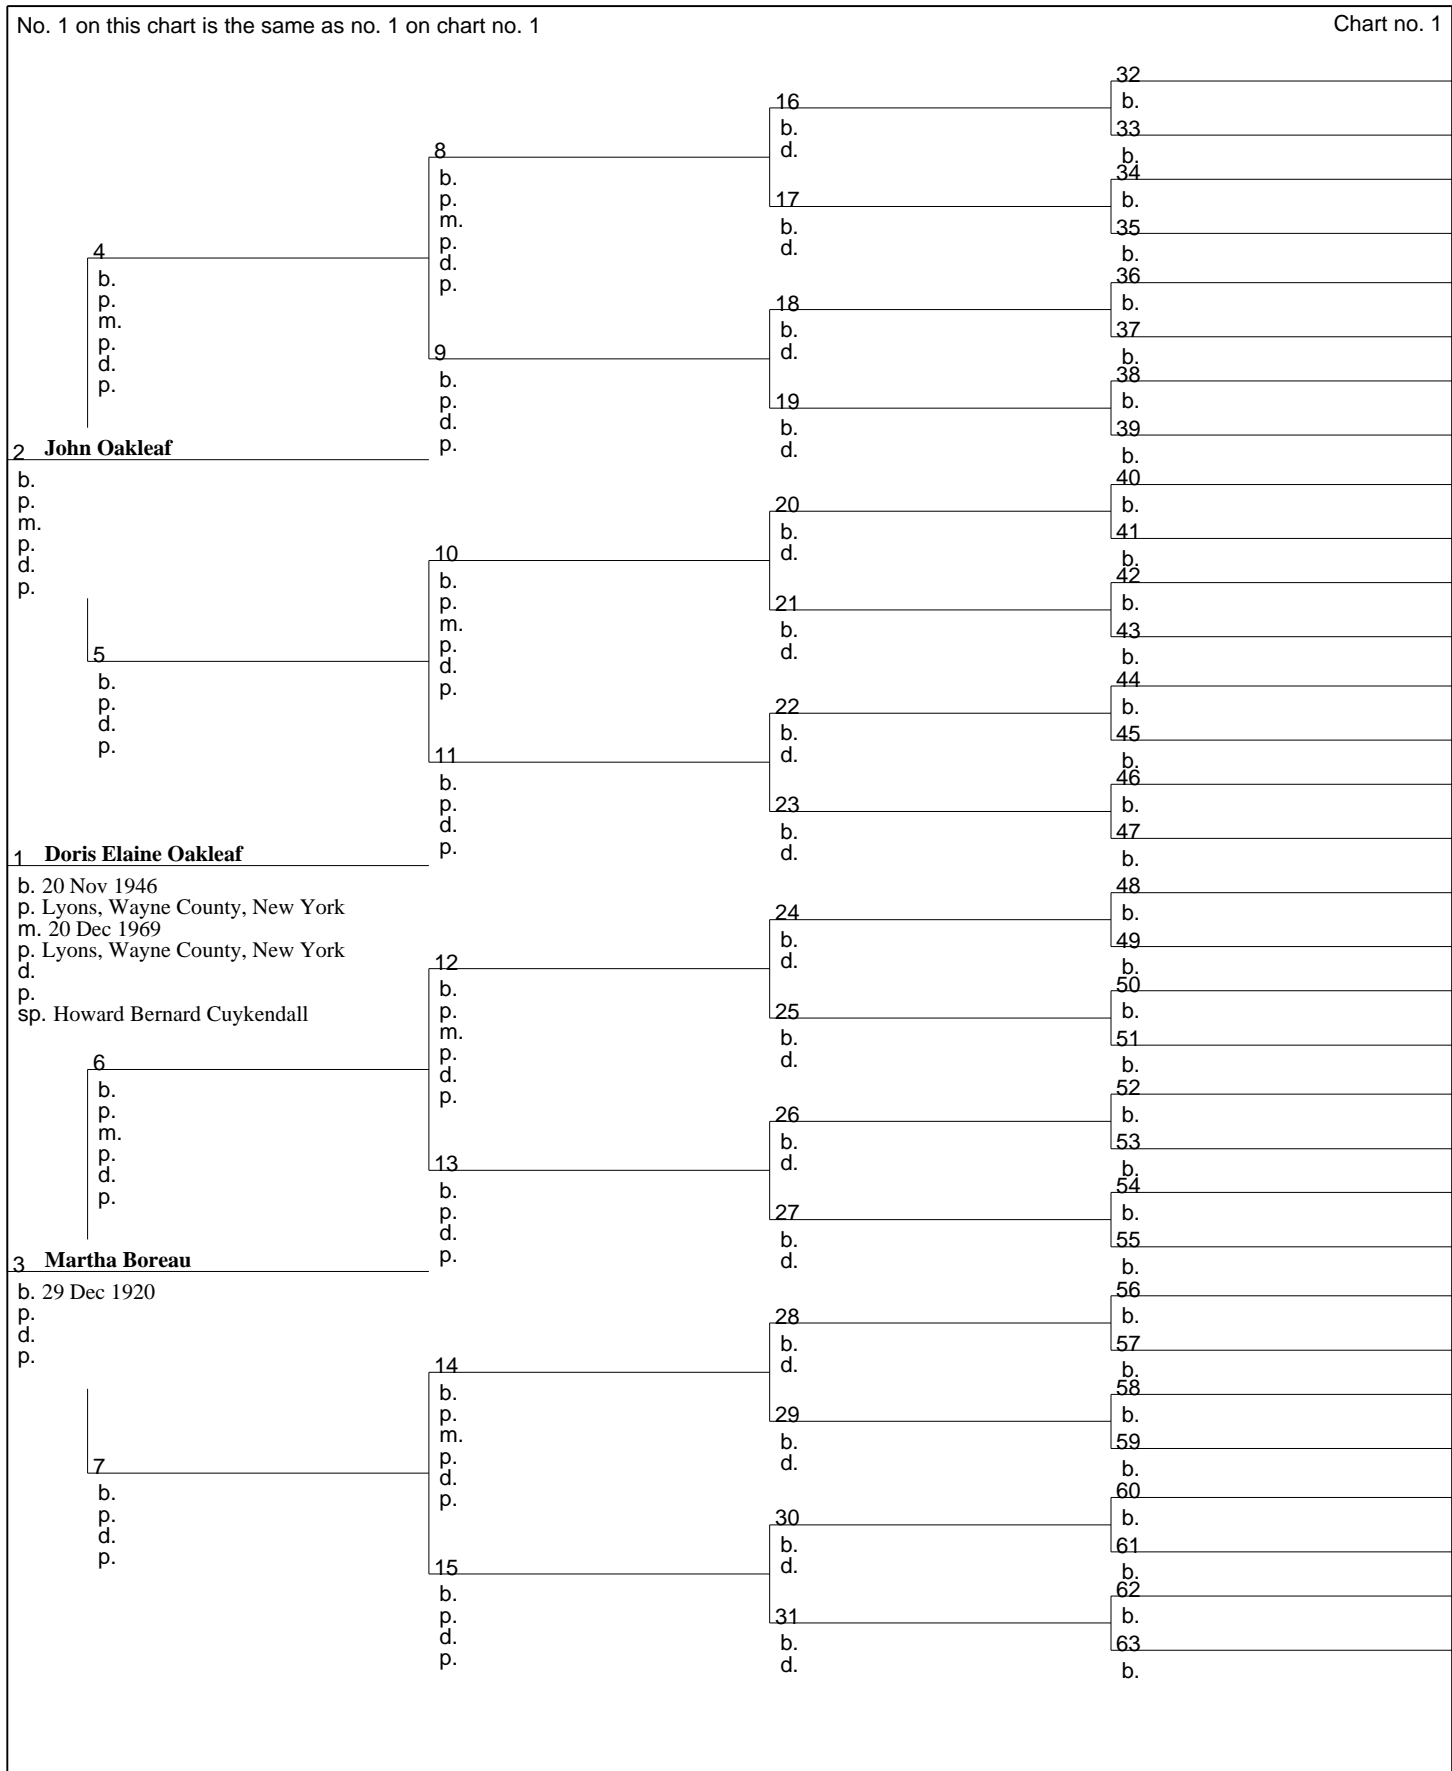 No. 1 on this chart is the same as no. 1 on chart no. 1
Chart no. 1
4
b.
p.
m.
p.
d.
p.
2 John Oakleaf
b.
p.
m.
p.
d.
p.
5
b.
p.
d.
p.
1 Doris Elaine Oakleaf
b. 20 Nov 1946
p. Lyons, Wayne County, New York
m. 20 Dec 1969
p. Lyons, Wayne County, New York
d.
p.
sp. Howard Bernard Cuykendall
6
b.
p.
m.
p.
d.
p.
3 Martha Boreau
b. 29 Dec 1920
p.
d.
p.
7
b.
p.
d.
p.
8
b.
p.
m.
p.
d.
p.
9
b.
p.
d.
p.
10
b.
p.
m.
p.
d.
p.
11
b.
p.
d.
p.
12
b.
p.
m.
p.
d.
p.
13
b.
p.
d.
p.
14
b.
p.
m.
p.
d.
p.
15
b.
p.
d.
p.
16
b.
d.
17
b.
d.
18
b.
d.
19
b.
d.
20
b.
d.
21
b.
d.
22
b.
d.
23
b.
d.
24
b.
d.
25
b.
d.
26
b.
d.
27
b.
d.
28
b.
d.
29
b.
d.
30
b.
d.
31
b.
d.
32
b.
33
b.
34
b.
35
b.
36
b.
37
b.
38
b.
39
b.
40
b.
41
b.
42
b.
43
b.
44
b.
45
b.
46
b.
47
b.
48
b.
49
b.
50
b.
51
b.
52
b.
53
b.
54
b.
55
b.
56
b.
57
b.
58
b.
59
b.
60
b.
61
b.
62
b.
63
b.